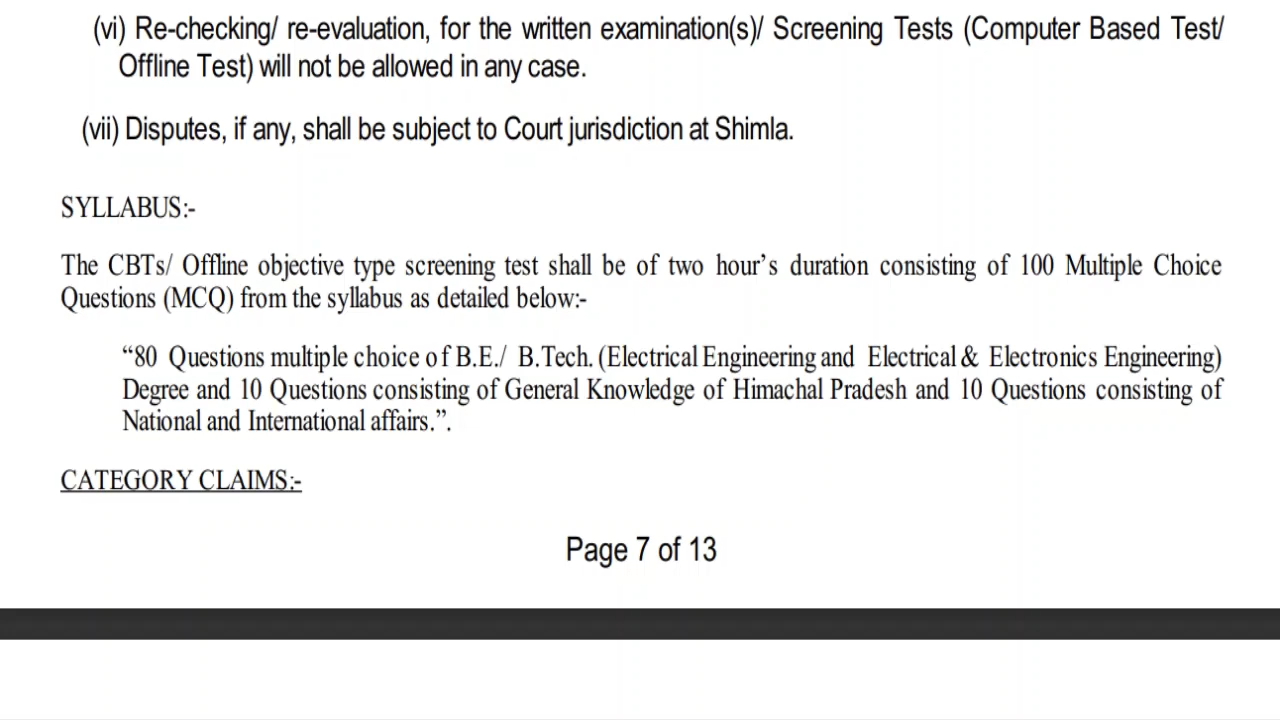 (vi) Re-checking/ re-evaluation, for the written examination(s)/ Screening Tests (Computer Based Test/
Offline Test) will not be allowed in any case.
(vii) Disputes, if any, shall be subject to Court jurisdiction at Shimla.
SYLLABUS:-
The CBTs/ Offline objective type screening test shall be of two hour’s duration consisting of 100 Multiple Choice
Questions (MCQ) from the syllabus as detailed below:-
“80 Questions multiple choice of B.E./ B.Tech. (Electrical Engineering and Electrical & Electronics Engineering)
Degree and 10 Questions consisting of General Knowledge of Himachal Pradesh and 10 Questions consisting of
National and International affairs.”.
CATEGORY CLAIMS:-
Page 7 of 13